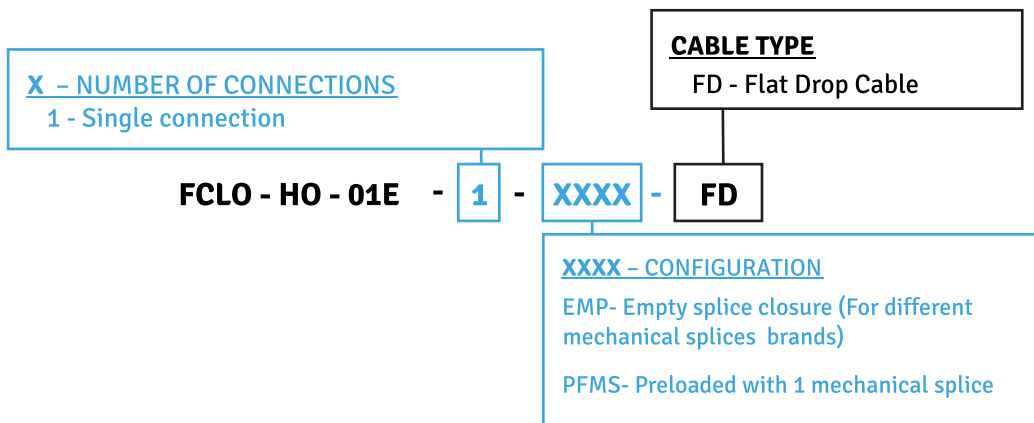 CABLE TYPE
FD - Flat Drop Cable
X – NUMBER OF CONNECTIONS
1 - Single connection
FCLO - HO - 01E - 1 - XXXX - FD
XXXX – CONFIGURATION
EMP- Empty splice closure (For different
mechanical splices brands)
PFMS- Preloaded with 1 mechanical splice